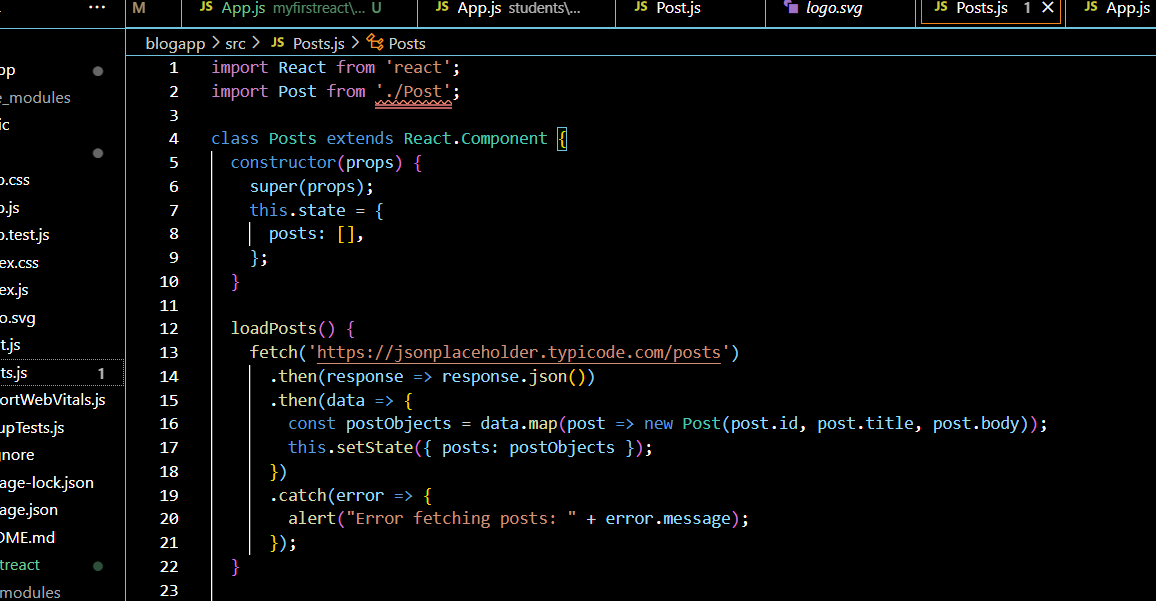 M JS App.js myfirstreact\... U JS App.js students\... JS Post.js logo.svg JS Posts.js 1 × JS App.js
blogapp > src > JS Posts.js > Posts
pp
e_modules
ic
p.css
p.js
p.test.js
ex.css
ex.js
o.svg
t.js
ts.js 1
ortWebVitals.js
upTests.js
gnore
age-lock.json
age.json
DME.md
treact
modules
1 import React from 'react';
2 import Post from './Post';
3
4 class Posts extends React.Component {
5 constructor(props) {
6 super(props);
7 this.state = {
8 posts: [],
9 };
10 }
11
12 loadPosts() {
13 fetch('https://jsonplaceholder.typicode.com/posts')
14 .then(response => response.json())
15 .then(data => {
16 const postObjects = data.map(post => new Post(post.id, post.title, post.body));
17 this.setState({ posts: postObjects });
18 })
19 .catch(error => {
20 alert("Error fetching posts: " + error.message);
21 });
22 }
23